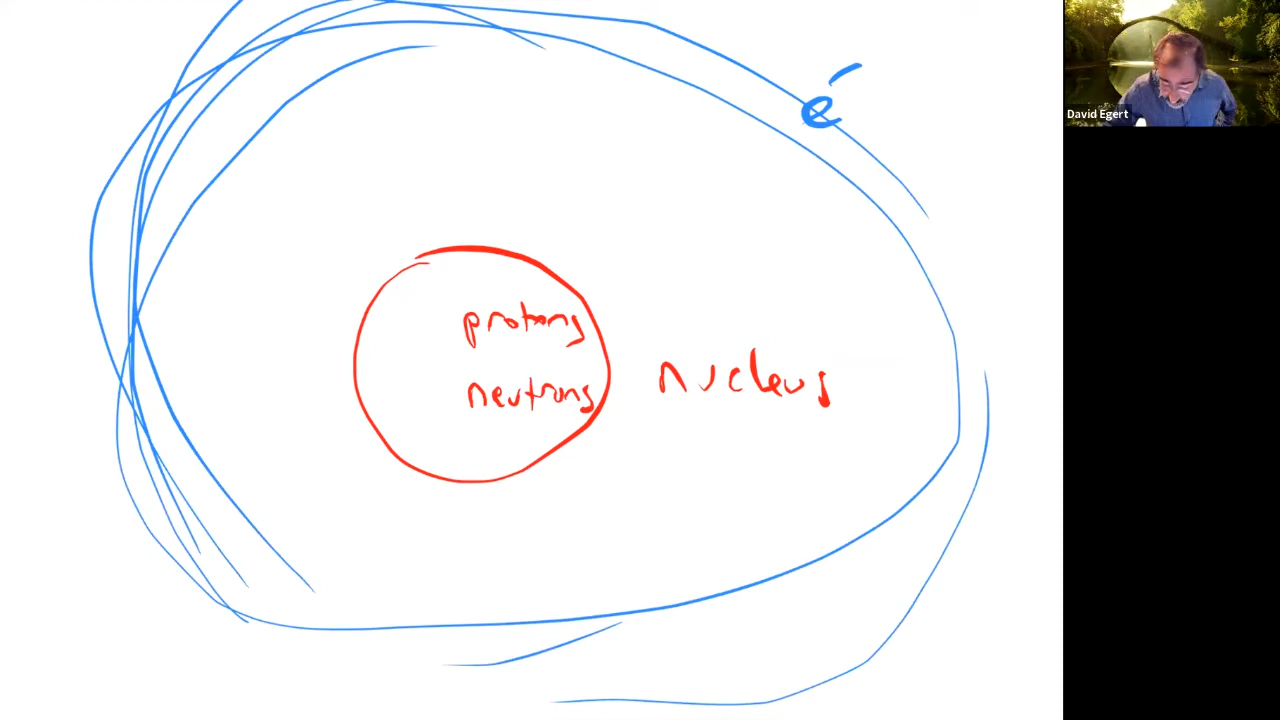 e⁻
David Egert
protons
neutrons
nucleus